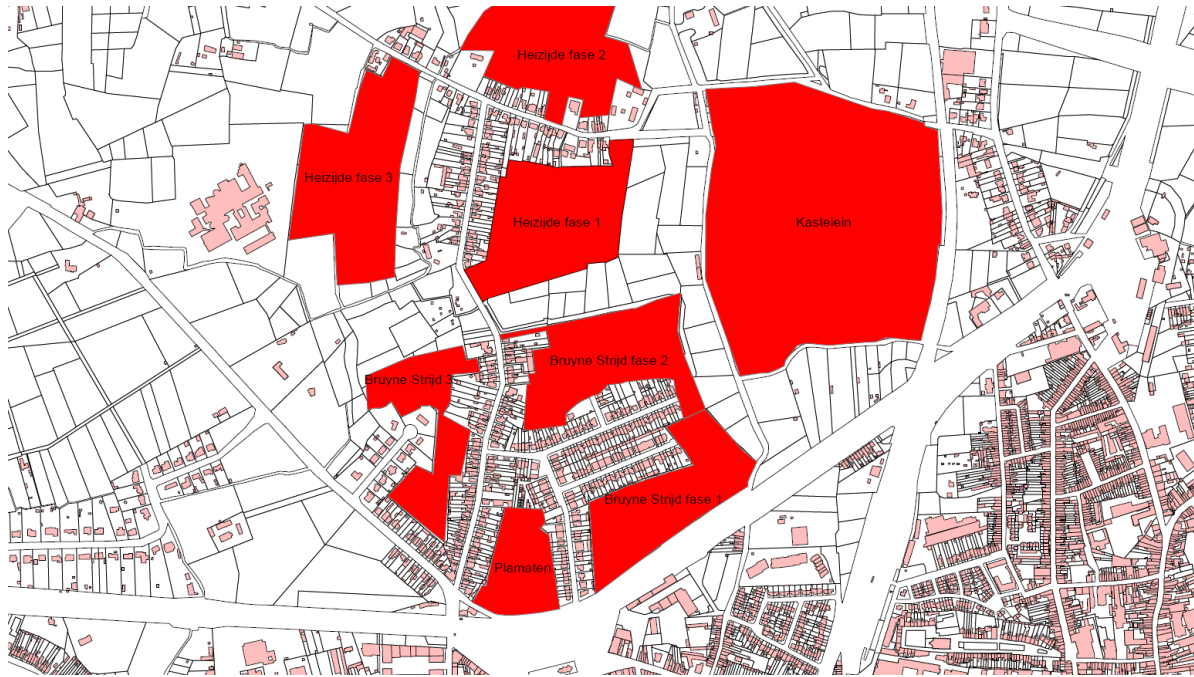 Heizijde fase 2
Heizijde fase 3
Heizijde fase 1
Kastelein
Bruyne Strijd fase 2
Bruyne Strijd 3
Bruyne Strijd fase 1
Plamaten